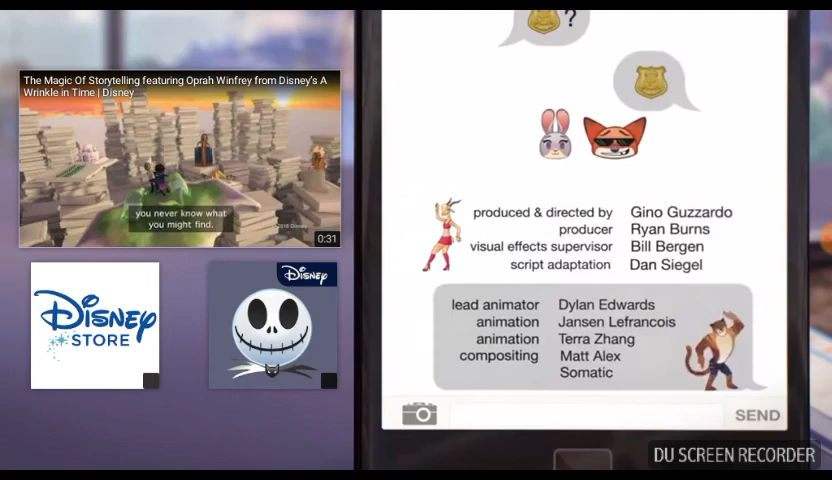 The Magic Of Storytelling featuring Oprah Winfrey from Disney's A
Wrinkle in Time | Disney
you never know what
you might find.
0:31
Disney
STORE
Disney
?
produced & directed by Gino Guzzardo
producer Ryan Burns
visual effects supervisor Bill Bergen
script adaptation Dan Siegel
lead animator Dylan Edwards
animation Jansen Lefrancois
animation Terra Zhang
compositing Matt Alex
Somatic
SEND
DU SCREEN RECORDER